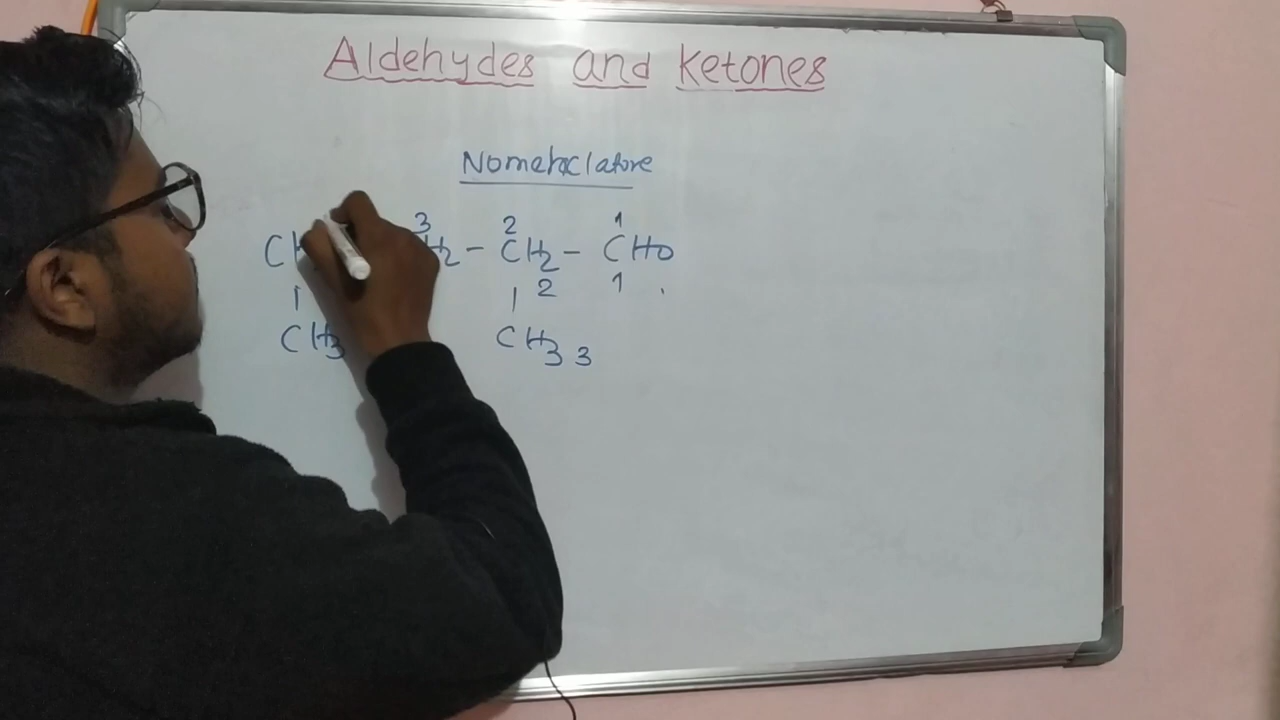 Aldehydes and Ketones
Nomenclature
3 2 1
CH H2 - CH2 - CHO
| | 2 1
CH3 CH3 3